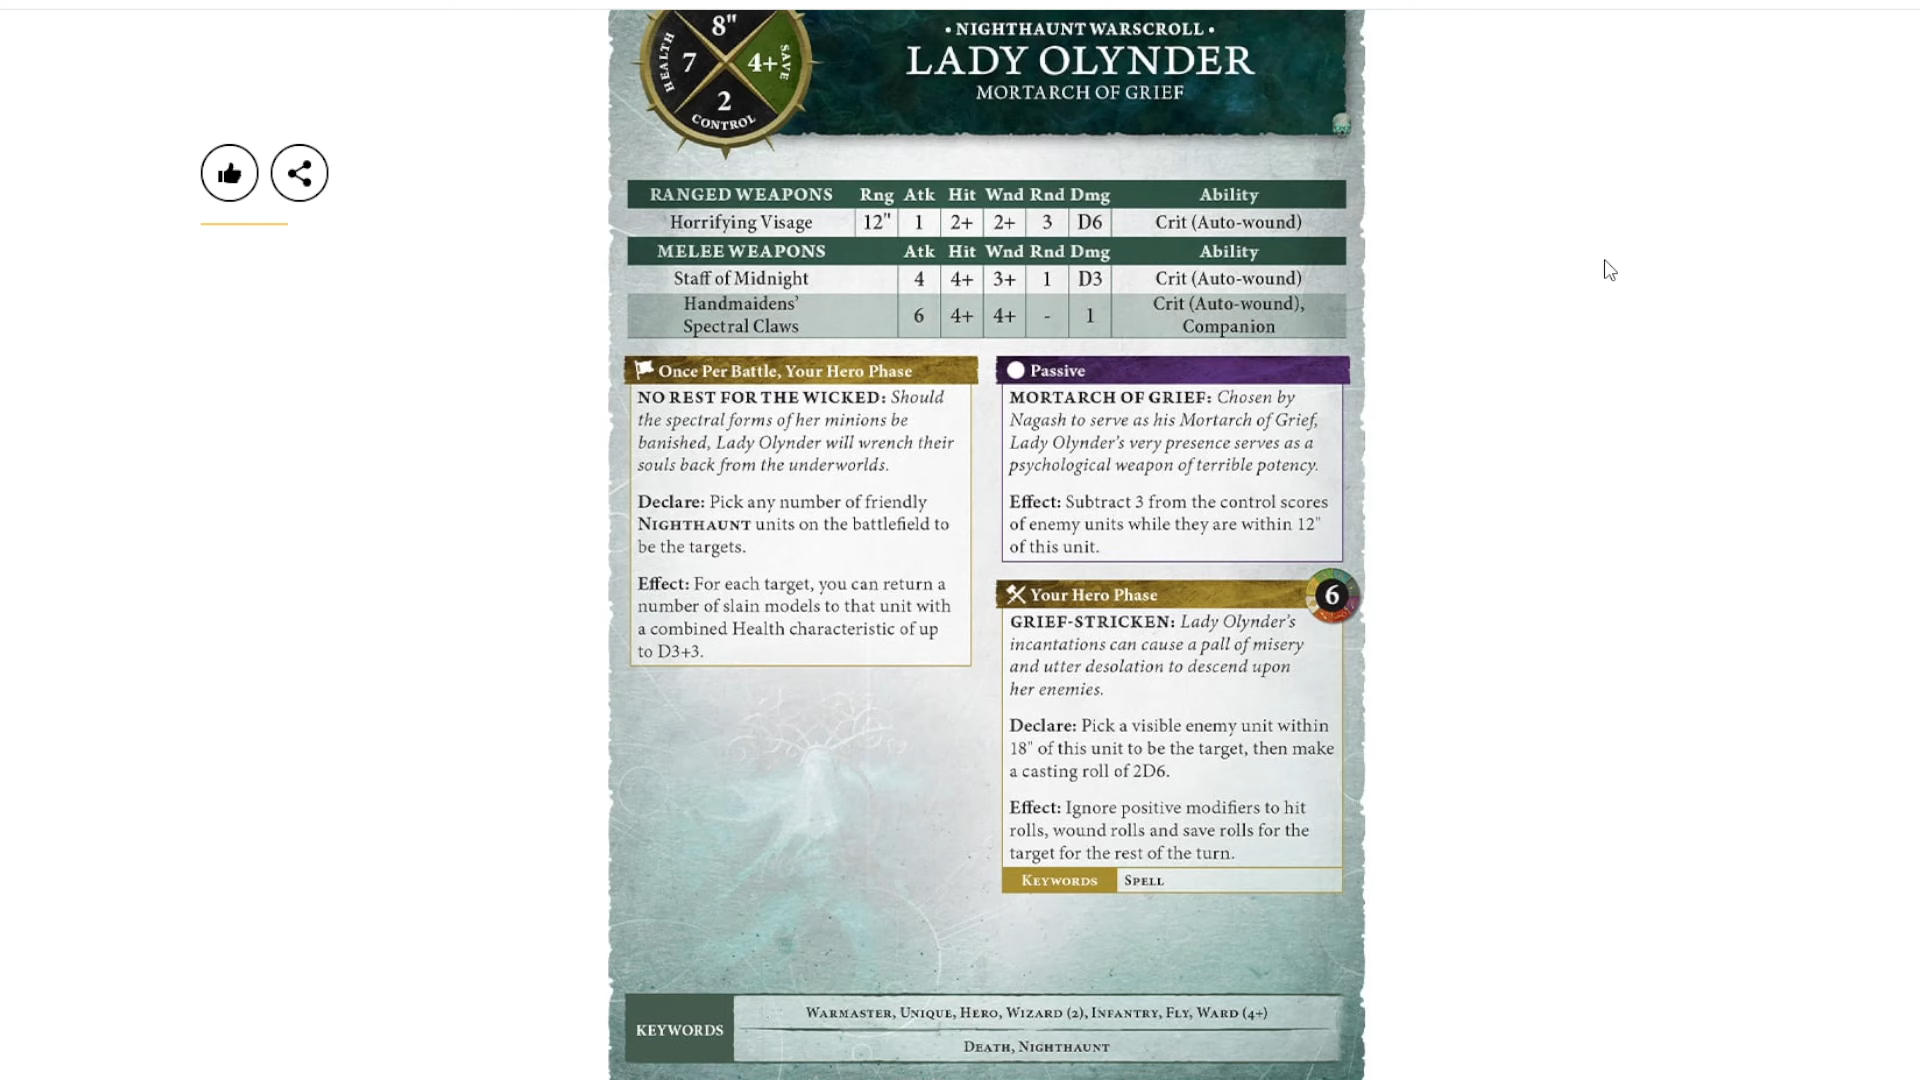 8"
HEALTH 7 4+ SAVE
2
CONTROL
• NIGHTHAUNT WARSCROLL •
LADY OLYNDER
MORTARCH OF GRIEF
RANGED WEAPONS Rng Atk Hit Wnd Rnd Dmg Ability
Horrifying Visage 12" 1 2+ 2+ 3 D6 Crit (Auto-wound)
MELEE WEAPONS Atk Hit Wnd Rnd Dmg Ability
Staff of Midnight 4 4+ 3+ 1 D3 Crit (Auto-wound)
Handmaidens’
Spectral Claws 6 4+ 4+ - 1 Crit (Auto-wound),
Companion
Once Per Battle, Your Hero Phase
NO REST FOR THE WICKED: Should
the spectral forms of her minions be
banished, Lady Olynder will wrench their
souls back from the underworlds.
Declare: Pick any number of friendly
NIGHTHAUNT units on the battlefield to
be the targets.
Effect: For each target, you can return a
number of slain models to that unit with
a combined Health characteristic of up
to D3+3.
Passive
MORTARCH OF GRIEF: Chosen by
Nagash to serve as his Mortarch of Grief,
Lady Olynder’s very presence serves as a
psychological weapon of terrible potency.
Effect: Subtract 3 from the control scores
of enemy units while they are within 12"
of this unit.
Your Hero Phase 6
GRIEF-STRICKEN: Lady Olynder’s
incantations can cause a pall of misery
and utter desolation to descend upon
her enemies.
Declare: Pick a visible enemy unit within
18" of this unit to be the target, then make
a casting roll of 2D6.
Effect: Ignore positive modifiers to hit
rolls, wound rolls and save rolls for the
target for the rest of the turn.
KEYWORDS SPELL
KEYWORDS
WARMASTER, UNIQUE, HERO, WIZARD (2), INFANTRY, FLY, WARD (4+)
DEATH, NIGHTHAUNT